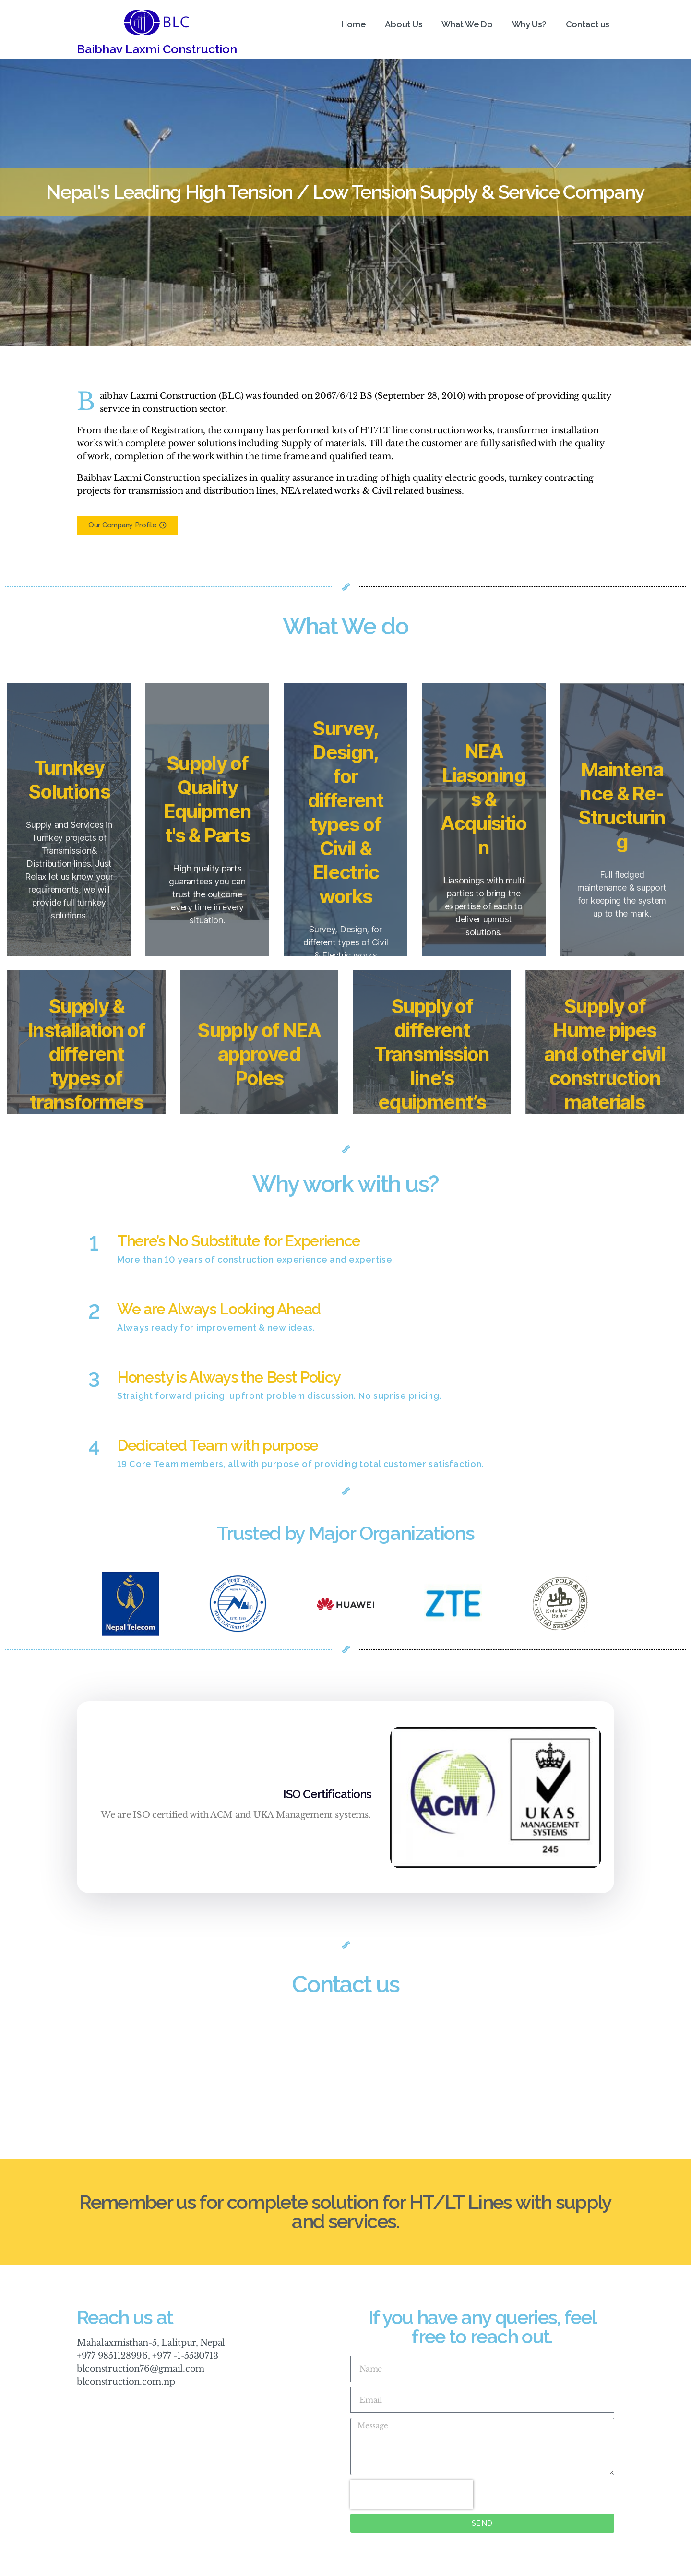 BLC
Baibhav Laxmi Construction
Home
About Us
What We Do
Why Us?
Contact us
Nepal's Leading High Tension / Low Tension Supply & Service Company
Baibhav Laxmi Construction (BLC) was founded on 2067/6/12 BS (September 28, 2010) with propose of providing quality
service in construction sector.
From the date of Registration, the company has performed lots of HT/LT line construction works, transformer installation
works with complete power solutions including Supply of materials. Till date the customer are fully satisfied with the quality
of work, completion of the work within the time frame and qualified team.
Baibhav Laxmi Construction specializes in quality assurance in trading of high quality electric goods, turnkey contracting
projects for transmission and distribution lines, NEA related works & Civil related business.
Our Company Profile
What We do
Turnkey
Solutions
Supply and Services in
Turnkey projects of
Transmission&
Distribution lines. Just
Relax let us know your
requirements, we will
provide full turnkey
solutions.
Supply of
Quality
Equipmen
t's & Parts
High quality parts
guarantees you can
trust the outcome
every time in every
situation.
Survey,
Design,
for
different
types of
Civil &
Electric
works
Survey, Design, for
different types of Civil
& Electric works
NEA
Liasoning
s &
Acquisitio
n
Liasonings with multi
parties to bring the
expertise of each to
deliver upmost
solutions.
Maintena
nce & Re-
Structurin
g
Full fledged
maintenance & support
for keeping the system
up to the mark.
Supply &
Installation of
different
types of
transformers
Supply of NEA
approved
Poles
Supply of
different
Transmission
line’s
equipment’s
Supply of
Hume pipes
and other civil
construction
materials
Why work with us?
1
There’s No Substitute for Experience
More than 10 years of construction experience and expertise.
2
We are Always Looking Ahead
Always ready for improvement & new ideas.
3
Honesty is Always the Best Policy
Straight forward pricing, upfront problem discussion. No suprise pricing.
4
Dedicated Team with purpose
19 Core Team members, all with purpose of providing total customer satisfaction.
Trusted by Major Organizations
Nepal Telecom
HUAWEI
ZTE
UPRETY POLE & PIPE INDUSTRIES (P.) LTD.
Kohalpur-4
Banke
ISO Certifications
We are ISO certified with ACM and UKA Management systems.
ACM
UKAS
MANAGEMENT
SYSTEMS
245
Contact us
Remember us for complete solution for HT/LT Lines with supply
and services.
Reach us at
Mahalaxmisthan-5, Lalitpur, Nepal
+977 9851128996, +977 -1-5530713
blconstruction76@gmail.com
blconstruction.com.np
If you have any queries, feel
free to reach out.
Name
Email
Message
SEND